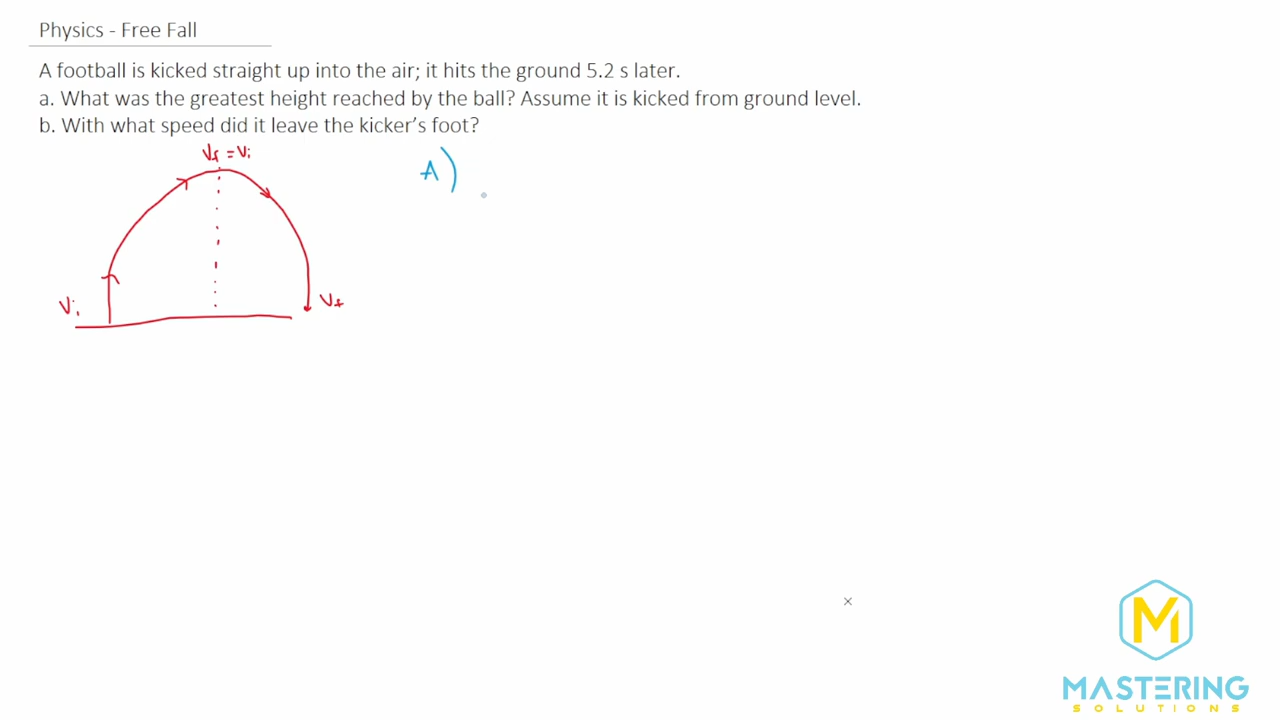 Physics - Free Fall
A football is kicked straight up into the air; it hits the ground 5.2 s later.
a. What was the greatest height reached by the ball? Assume it is kicked from ground level.
b. With what speed did it leave the kicker’s foot?
Vf = Vi
A)
Vi
Vf
M
MASTERING
SOLUTIONS